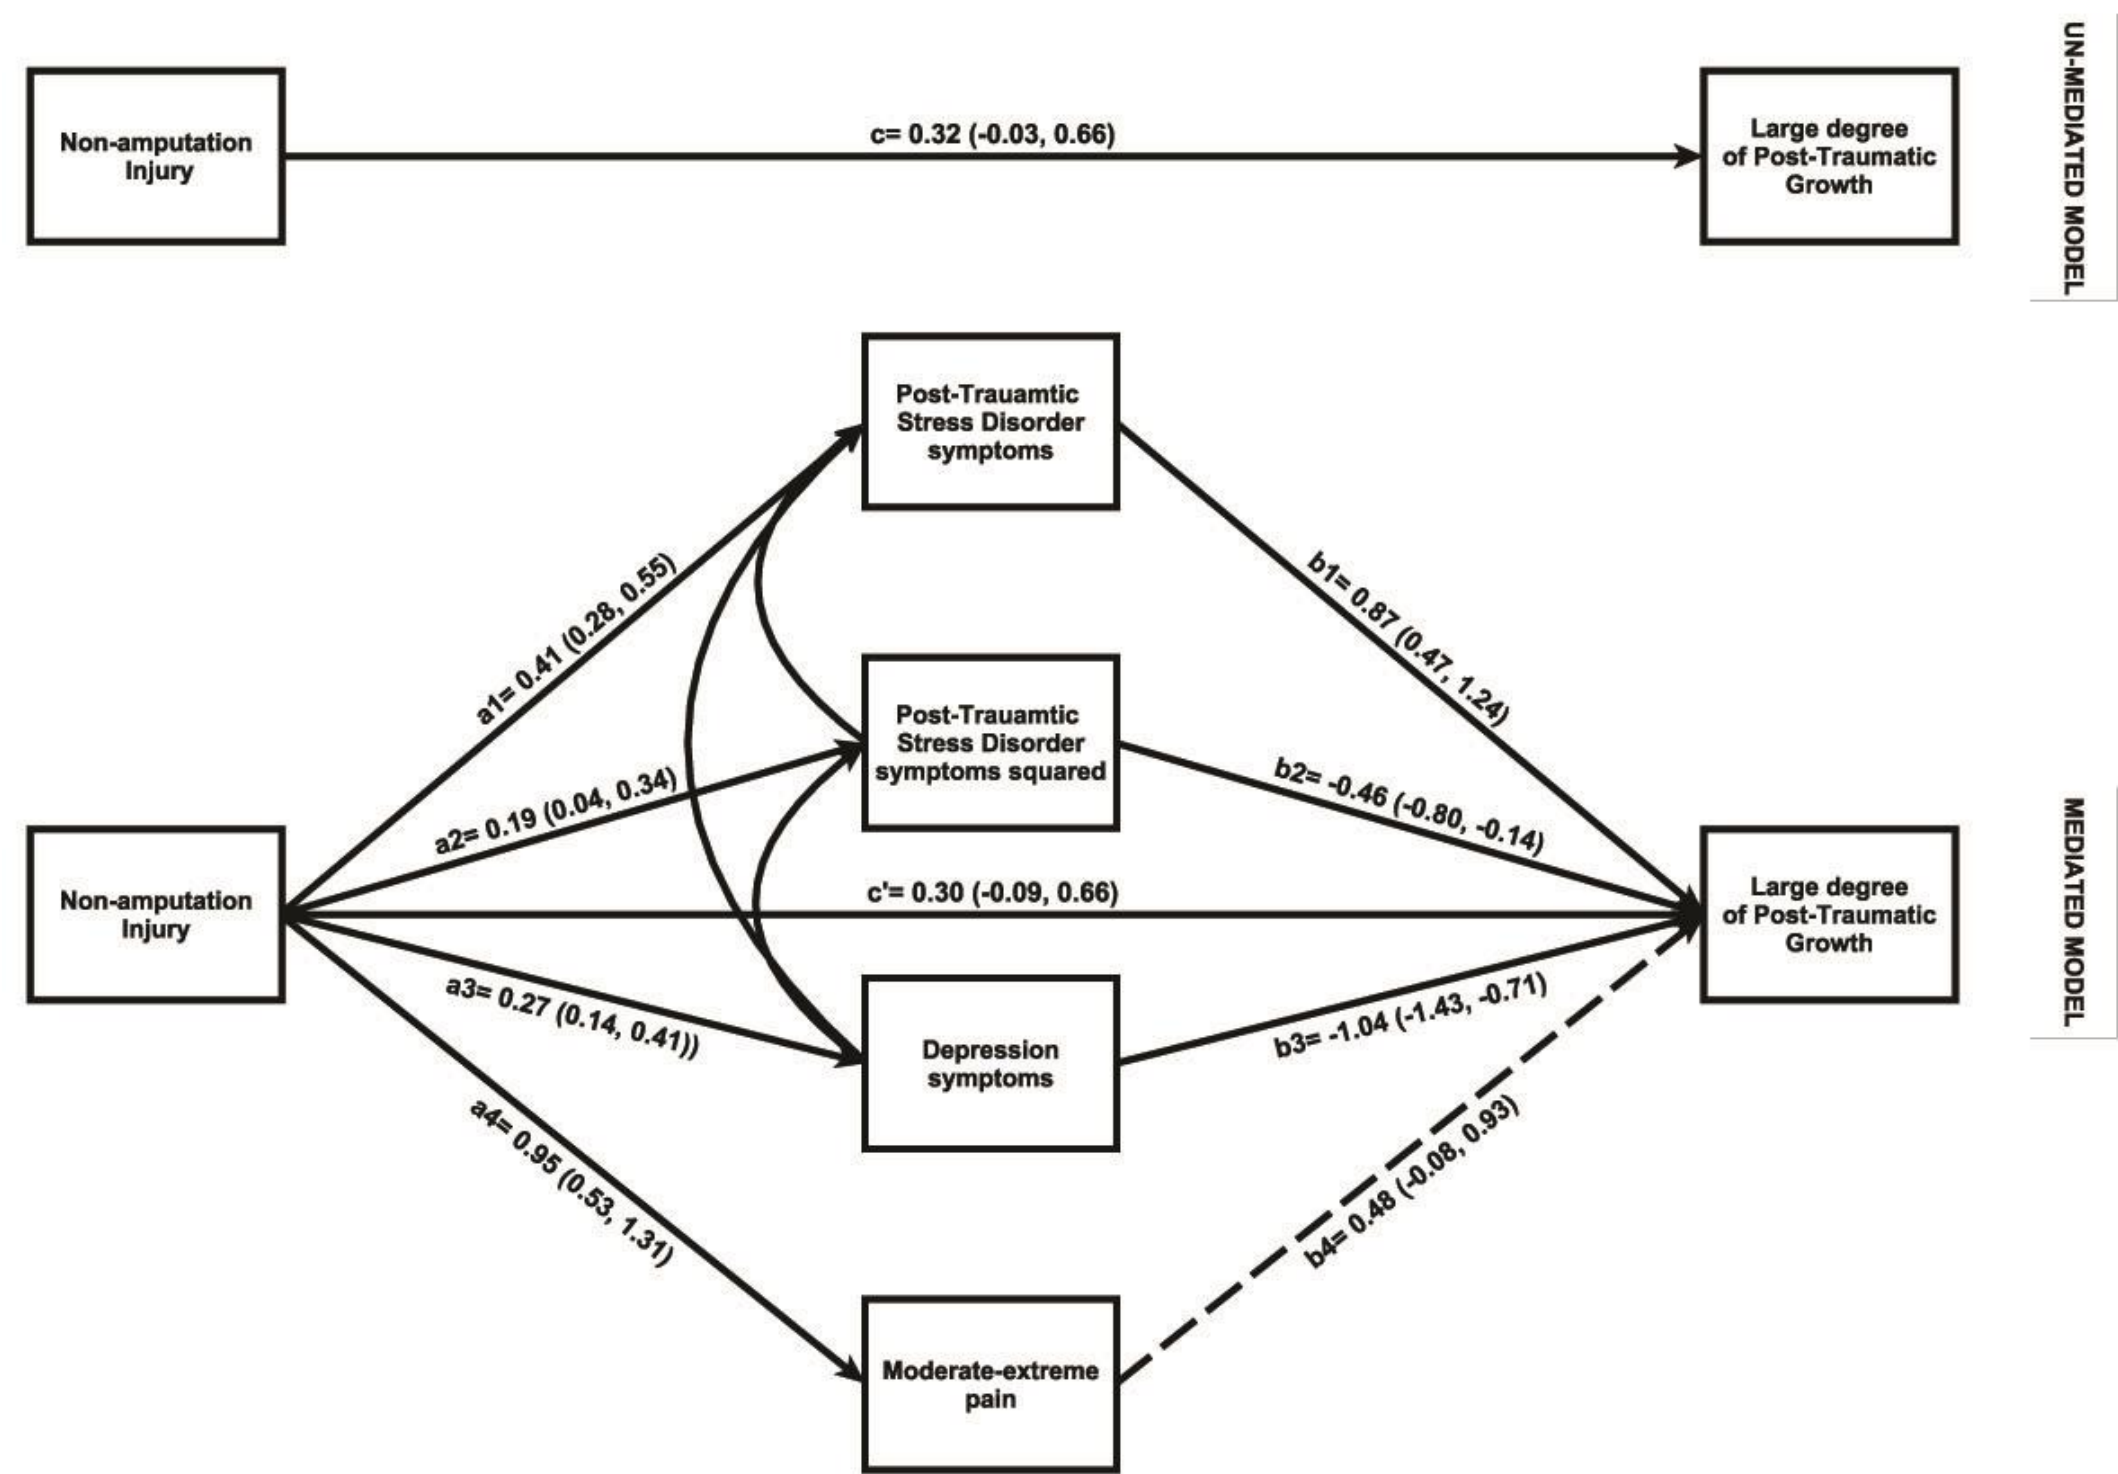 Non-amputation
Injury
c= 0.32 (-0.03, 0.66)
Large degree
of Post-Traumatic
Growth
UN-MEDIATED MODEL
Post-Trauamtic
Stress Disorder
symptoms
a1= 0.41 (0.28, 0.55)
b1= 0.87 (0.47, 1.24)
Post-Trauamtic
Stress Disorder
symptoms squared
a2= 0.19 (0.04, 0.34)
b2= -0.46 (-0.80, -0.14)
Non-amputation
Injury
c'= 0.30 (-0.09, 0.66)
Large degree
of Post-Traumatic
Growth
MEDIATED MODEL
a3= 0.27 (0.14, 0.41))
b3= -1.04 (-1.43, -0.71)
Depression
symptoms
a4= 0.95 (0.53, 1.31)
b4= 0.48 (-0.08, 0.93)
Moderate-extreme
pain